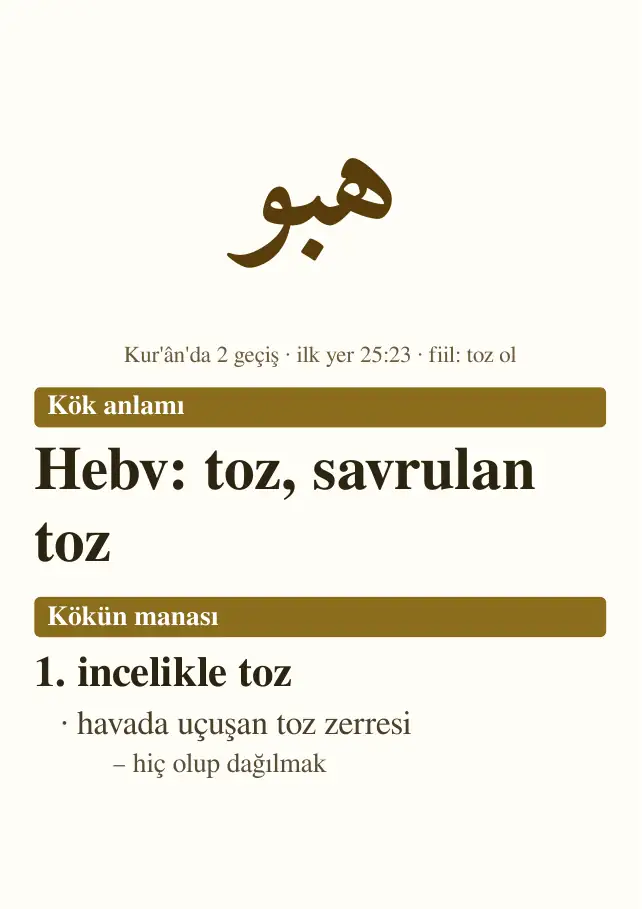 هبو
Kur'ân'da 2 geçiş · ilk yer 25:23 · fiil: toz ol
Kök anlamı
Hebv: toz, savrulan
toz
Kökün manası
1. incelikle toz
· havada uçuşan toz zerresi
– hiç olup dağılmak